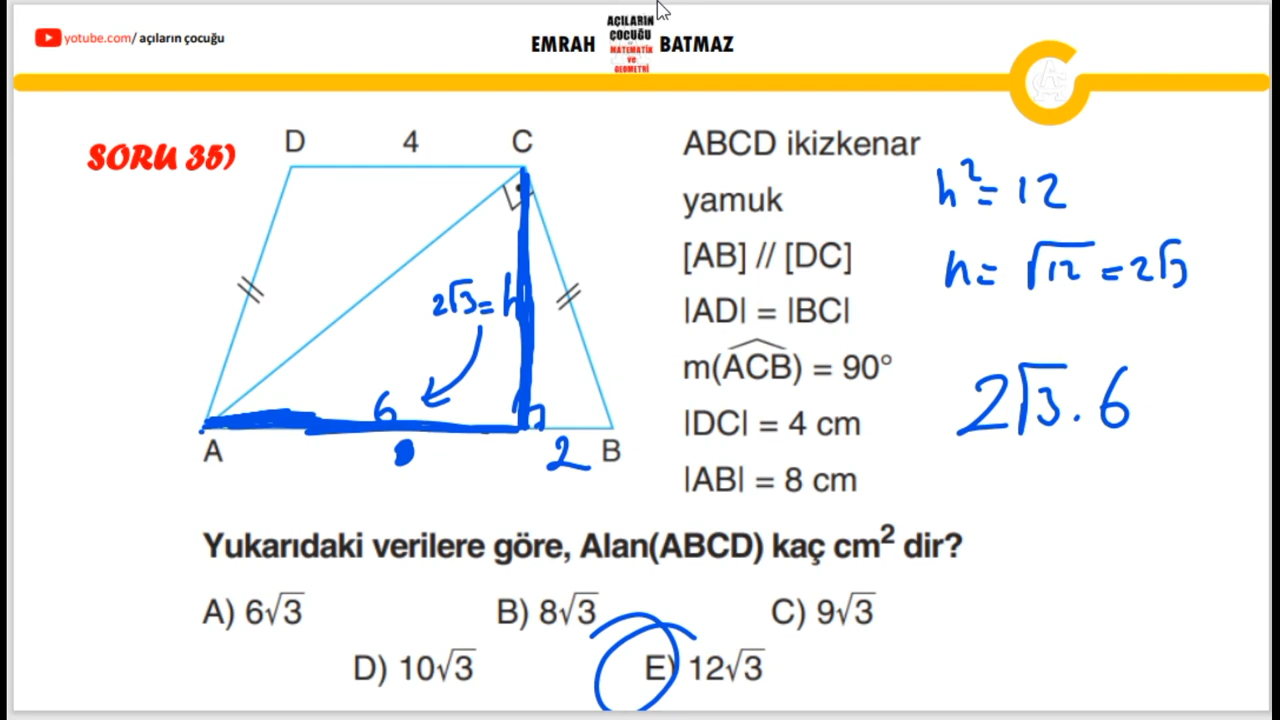 yotube.com/ açıların çocuğu
EMRAH AÇILARIN ÇOCUĞU BATMAZ
MATEMATİK
ve
GEOMETRİ
SORU 35)
D 4 C
A B
6
2
2√3 = h
ABCD ikizkenar
yamuk
[AB] // [DC]
|AD| = |BC|
m(ACB) = 90°
|DC| = 4 cm
|AB| = 8 cm
h² = 12
h = √12 = 2√3
2√3 . 6
Yukarıdaki verilere göre, Alan(ABCD) kaç cm² dir?
A) 6√3 B) 8√3 C) 9√3
D) 10√3 E) 12√3